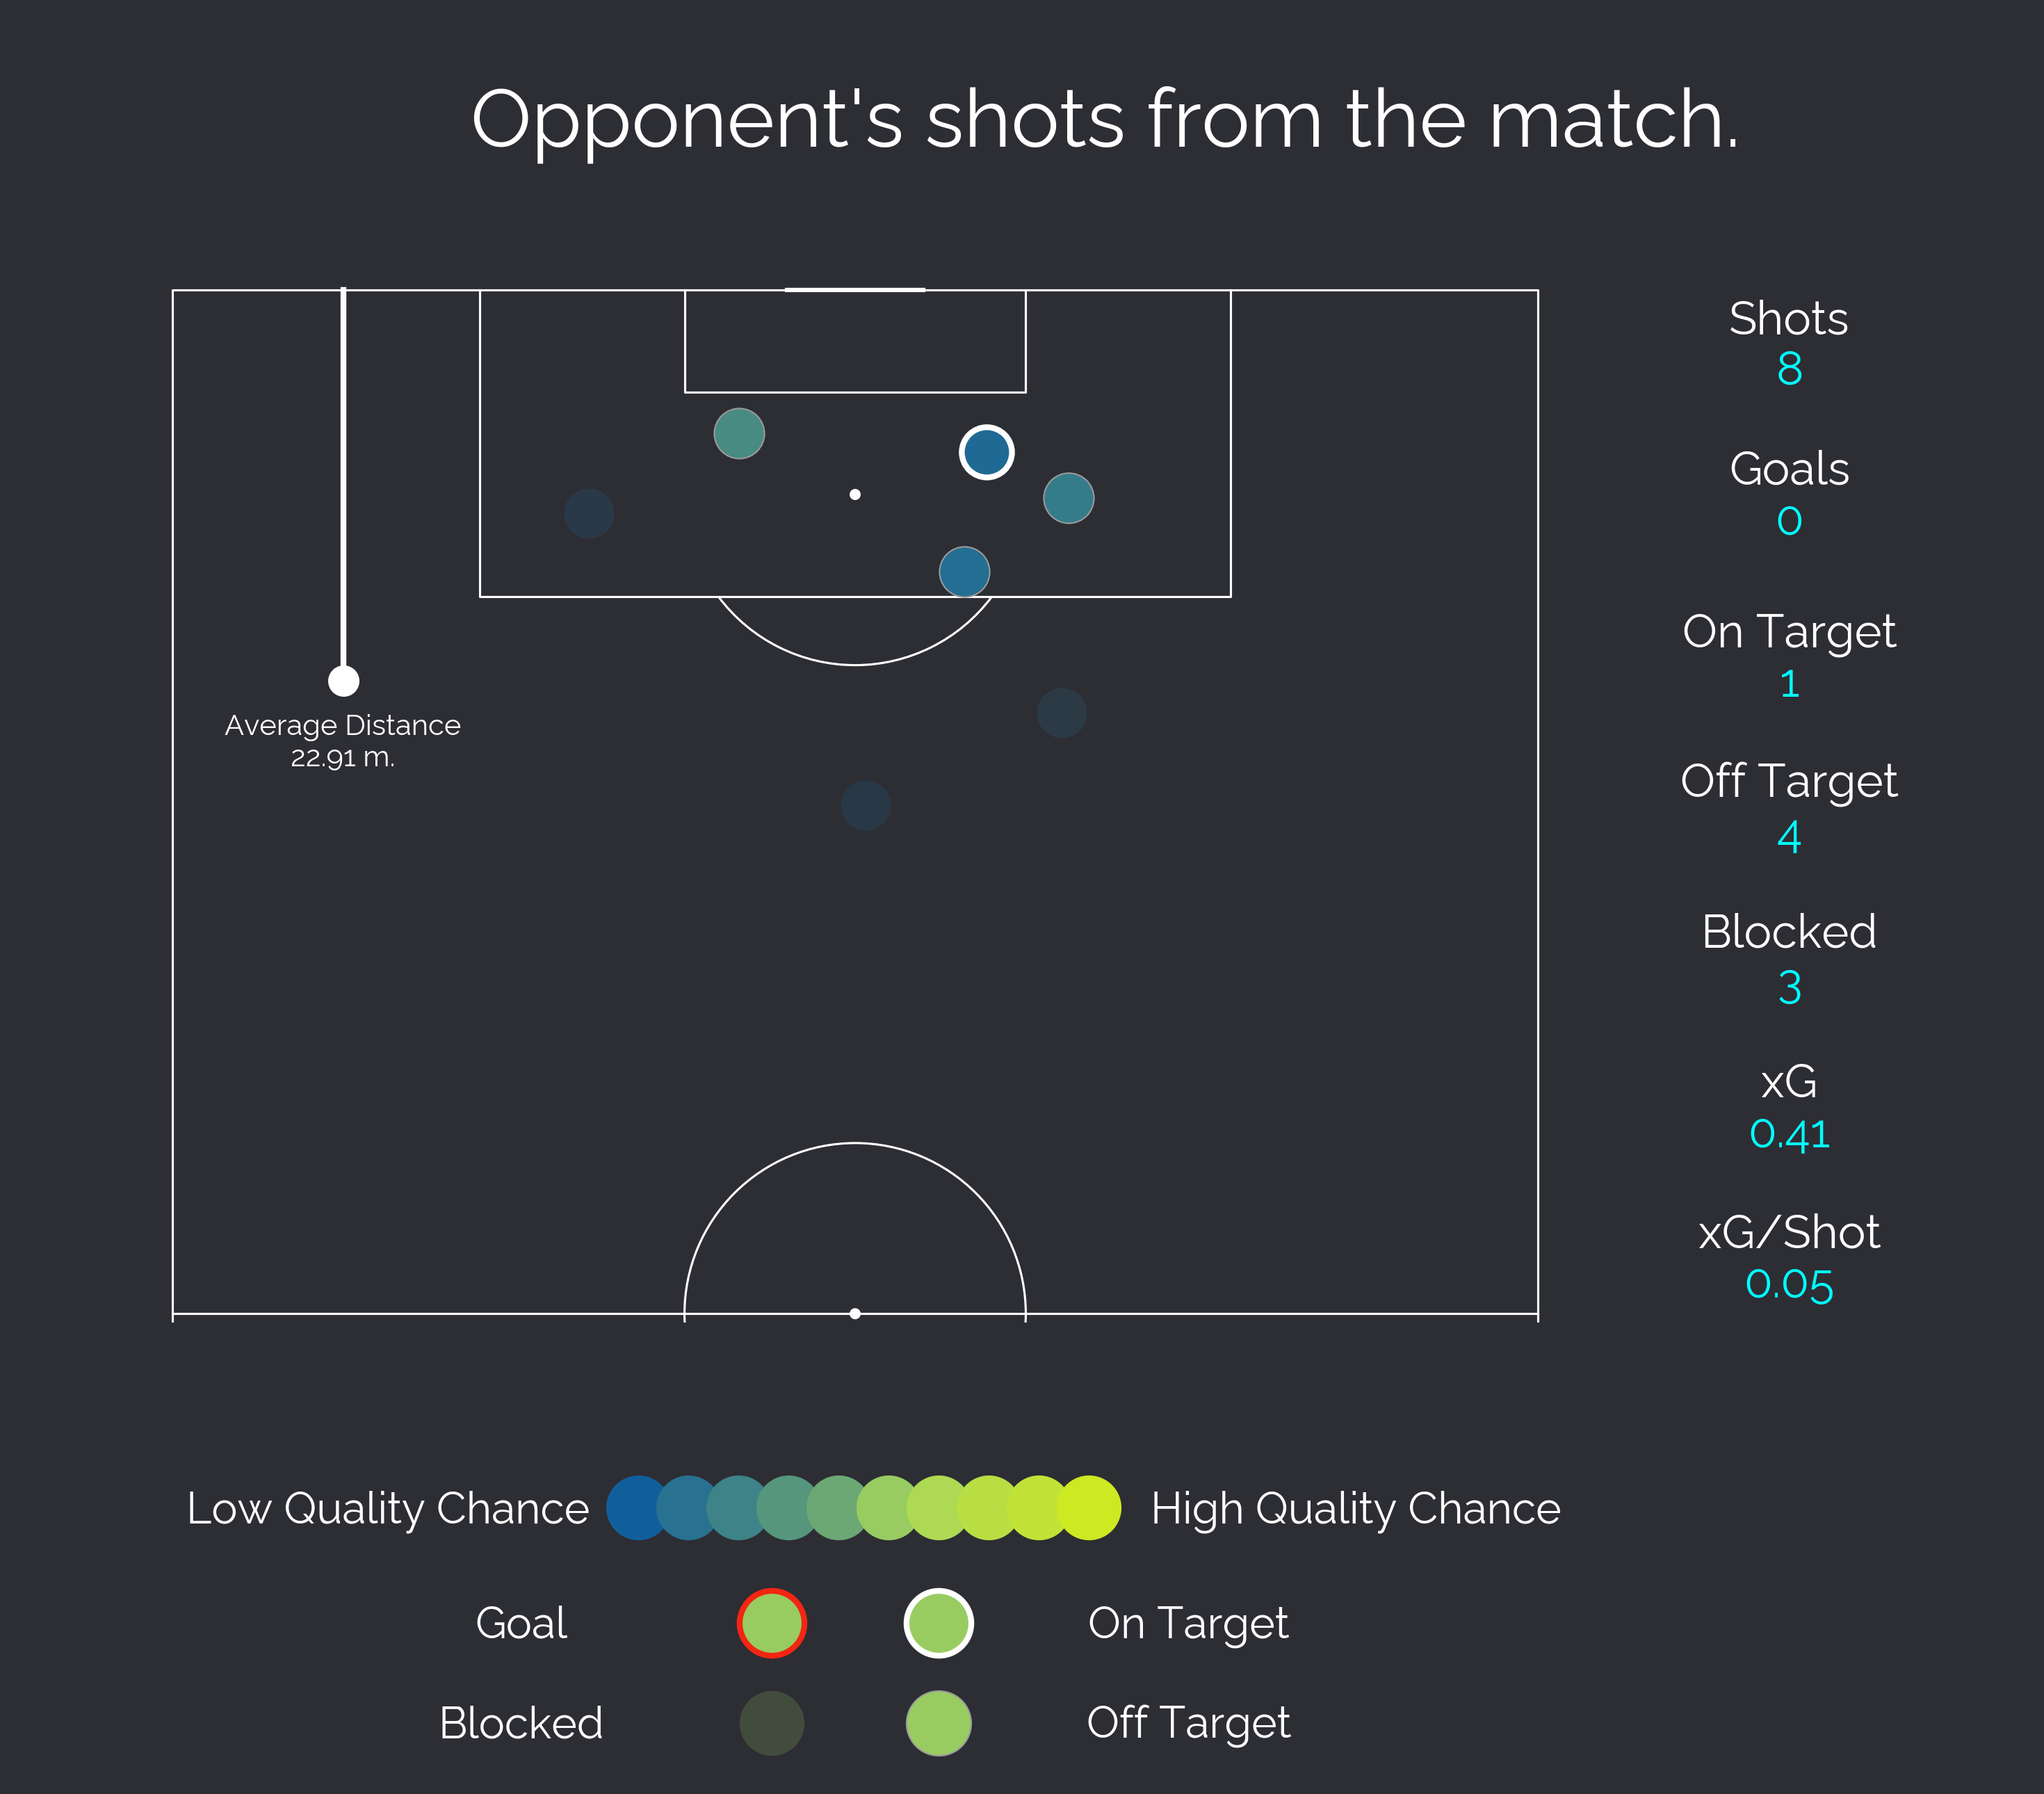 Opponent's shots from the match.
Shots
8
Goals
0
On Target
1
Off Target
4
Blocked
3
xG
0.41
xG/Shot
0.05
Average Distance
22.91 m.
Low Quality Chance High Quality Chance
Goal On Target
Blocked Off Target